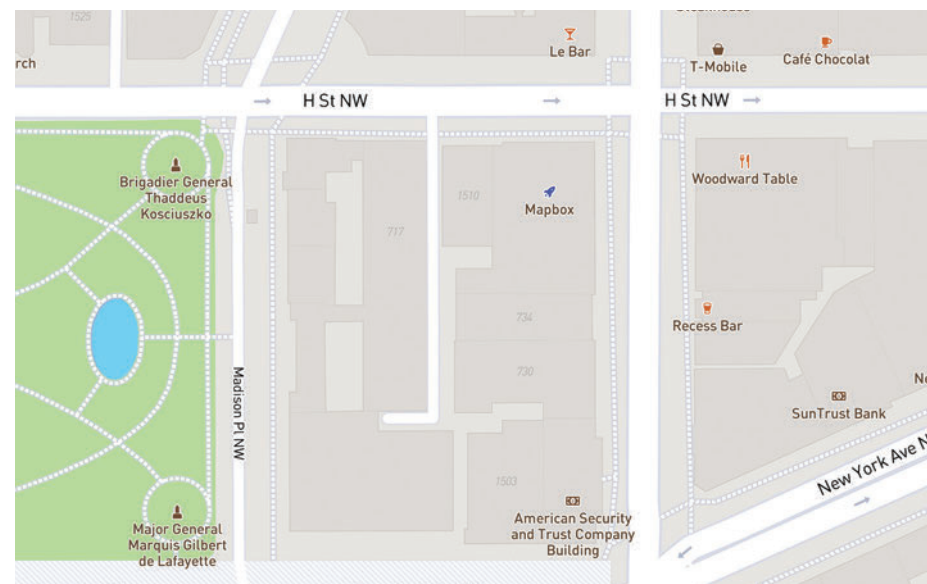 1525
rch
Le Bar
T-Mobile
Café Chocolat
H St NW
H St NW
Brigadier General
Thaddeus
Kosciuszko
1510
Mapbox
Woodward Table
717
734
Recess Bar
730
Madison Pl NW
SunTrust Bank
New York Ave N
1503
American Security
and Trust Company
Building
Major General
Marquis Gilbert
de Lafayette